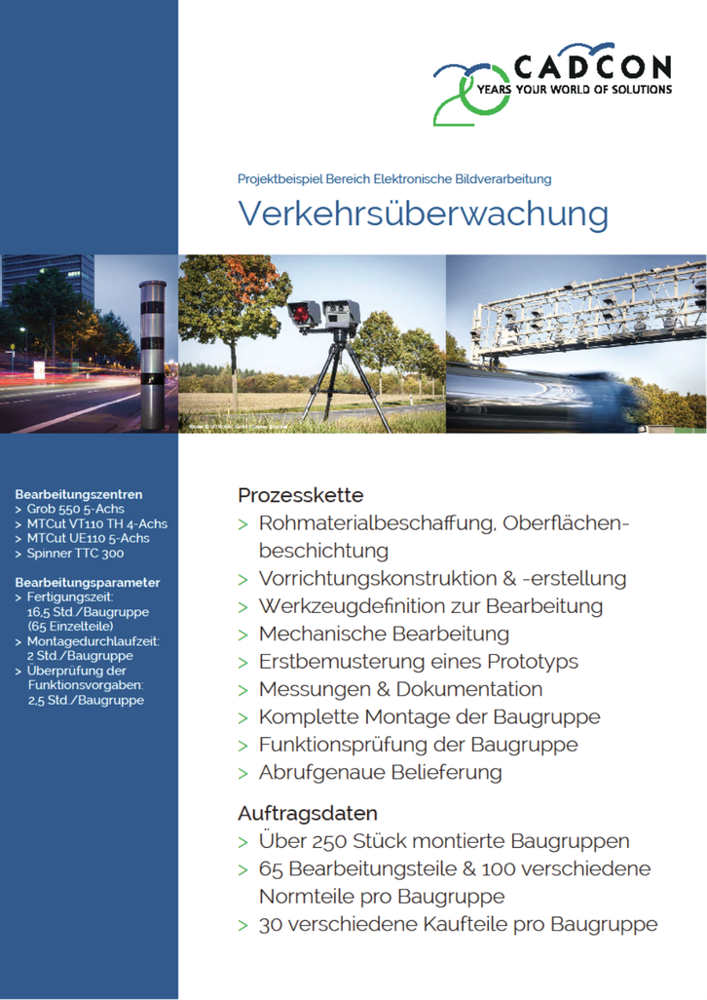 CADCON
20 YEARS YOUR WORLD OF SOLUTIONS
Projektbeispiel Bereich Elektronische Bildverarbeitung
Verkehrsüberwachung
Bearbeitungszentren
> Grob 550 5-Achs
> MTCut VT110 TH 4-Achs
> MTCut UE110 5-Achs
> Spinner TTC 300
Bearbeitungsparameter
> Fertigungszeit:
16,5 Std./Baugruppe
(65 Einzelteile)
> Montagedurchlaufzeit:
2 Std./Baugruppe
> Überprüfung der
Funktionsvorgaben:
2,5 Std./Baugruppe
Prozesskette
> Rohmaterialbeschaffung, Oberflächen-
beschichtung
> Vorrichtungskonstruktion & -erstellung
> Werkzeugdefinition zur Bearbeitung
> Mechanische Bearbeitung
> Erstbemusterung eines Prototyps
> Messungen & Dokumentation
> Komplette Montage der Baugruppe
> Funktionsprüfung der Baugruppe
> Abrufgenaue Belieferung
Auftragsdaten
> Über 250 Stück montierte Baugruppen
> 65 Bearbeitungsteile & 100 verschiedene
Normteile pro Baugruppe
> 30 verschiedene Kaufteile pro Baugruppe